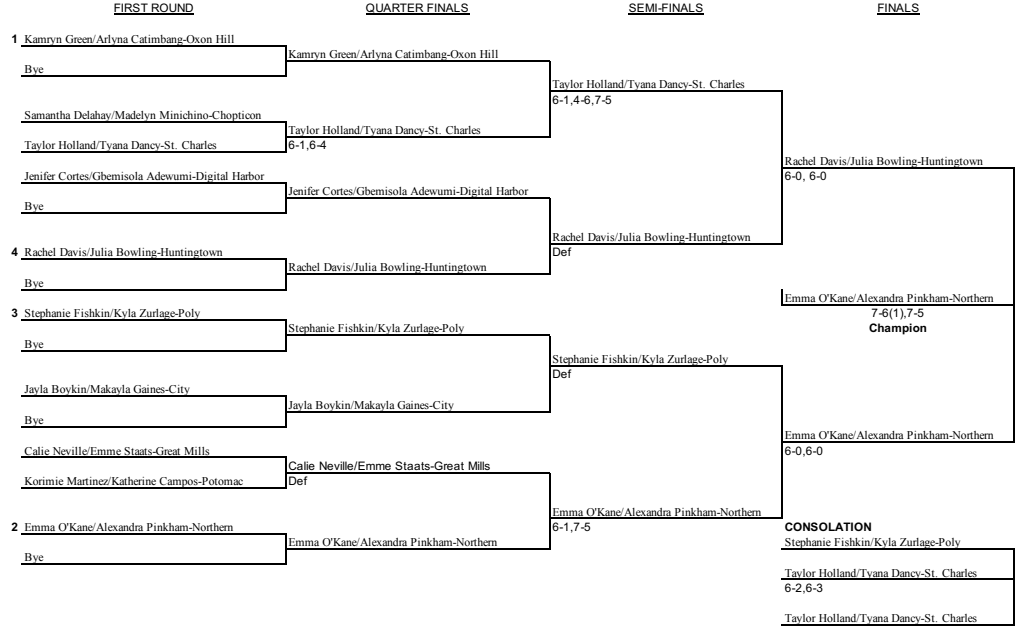 FIRST ROUND
QUARTER FINALS
SEMI-FINALS
FINALS
1 Kamryn Green/Arlyna Catimbang-Oxon Hill
Bye
Samantha Delahay/Madelyn Minichino-Chopticon
Taylor Holland/Tyana Dancy-St. Charles
Jenifer Cortes/Gbemisola Adewumi-Digital Harbor
Bye
4 Rachel Davis/Julia Bowling-Huntingtown
Bye
3 Stephanie Fishkin/Kyla Zurlage-Poly
Bye
Jayla Boykin/Makayla Gaines-City
Bye
Calie Neville/Emme Staats-Great Mills
Korimie Martinez/Katherine Campos-Potomac
2 Emma O'Kane/Alexandra Pinkham-Northern
Bye
Kamryn Green/Arlyna Catimbang-Oxon Hill
Taylor Holland/Tyana Dancy-St. Charles
6-1,6-4
Jenifer Cortes/Gbemisola Adewumi-Digital Harbor
Rachel Davis/Julia Bowling-Huntingtown
Stephanie Fishkin/Kyla Zurlage-Poly
Jayla Boykin/Makayla Gaines-City
Calie Neville/Emme Staats-Great Mills
Def
Emma O'Kane/Alexandra Pinkham-Northern
Taylor Holland/Tyana Dancy-St. Charles
6-1,4-6,7-5
Rachel Davis/Julia Bowling-Huntingtown
Def
Stephanie Fishkin/Kyla Zurlage-Poly
Def
Emma O'Kane/Alexandra Pinkham-Northern
6-1,7-5
Rachel Davis/Julia Bowling-Huntingtown
6-0, 6-0
Emma O'Kane/Alexandra Pinkham-Northern
7-6(1),7-5
Champion
Emma O'Kane/Alexandra Pinkham-Northern
6-0,6-0
CONSOLATION
Stephanie Fishkin/Kyla Zurlage-Poly
Taylor Holland/Tyana Dancy-St. Charles
6-2,6-3
Taylor Holland/Tyana Dancy-St. Charles